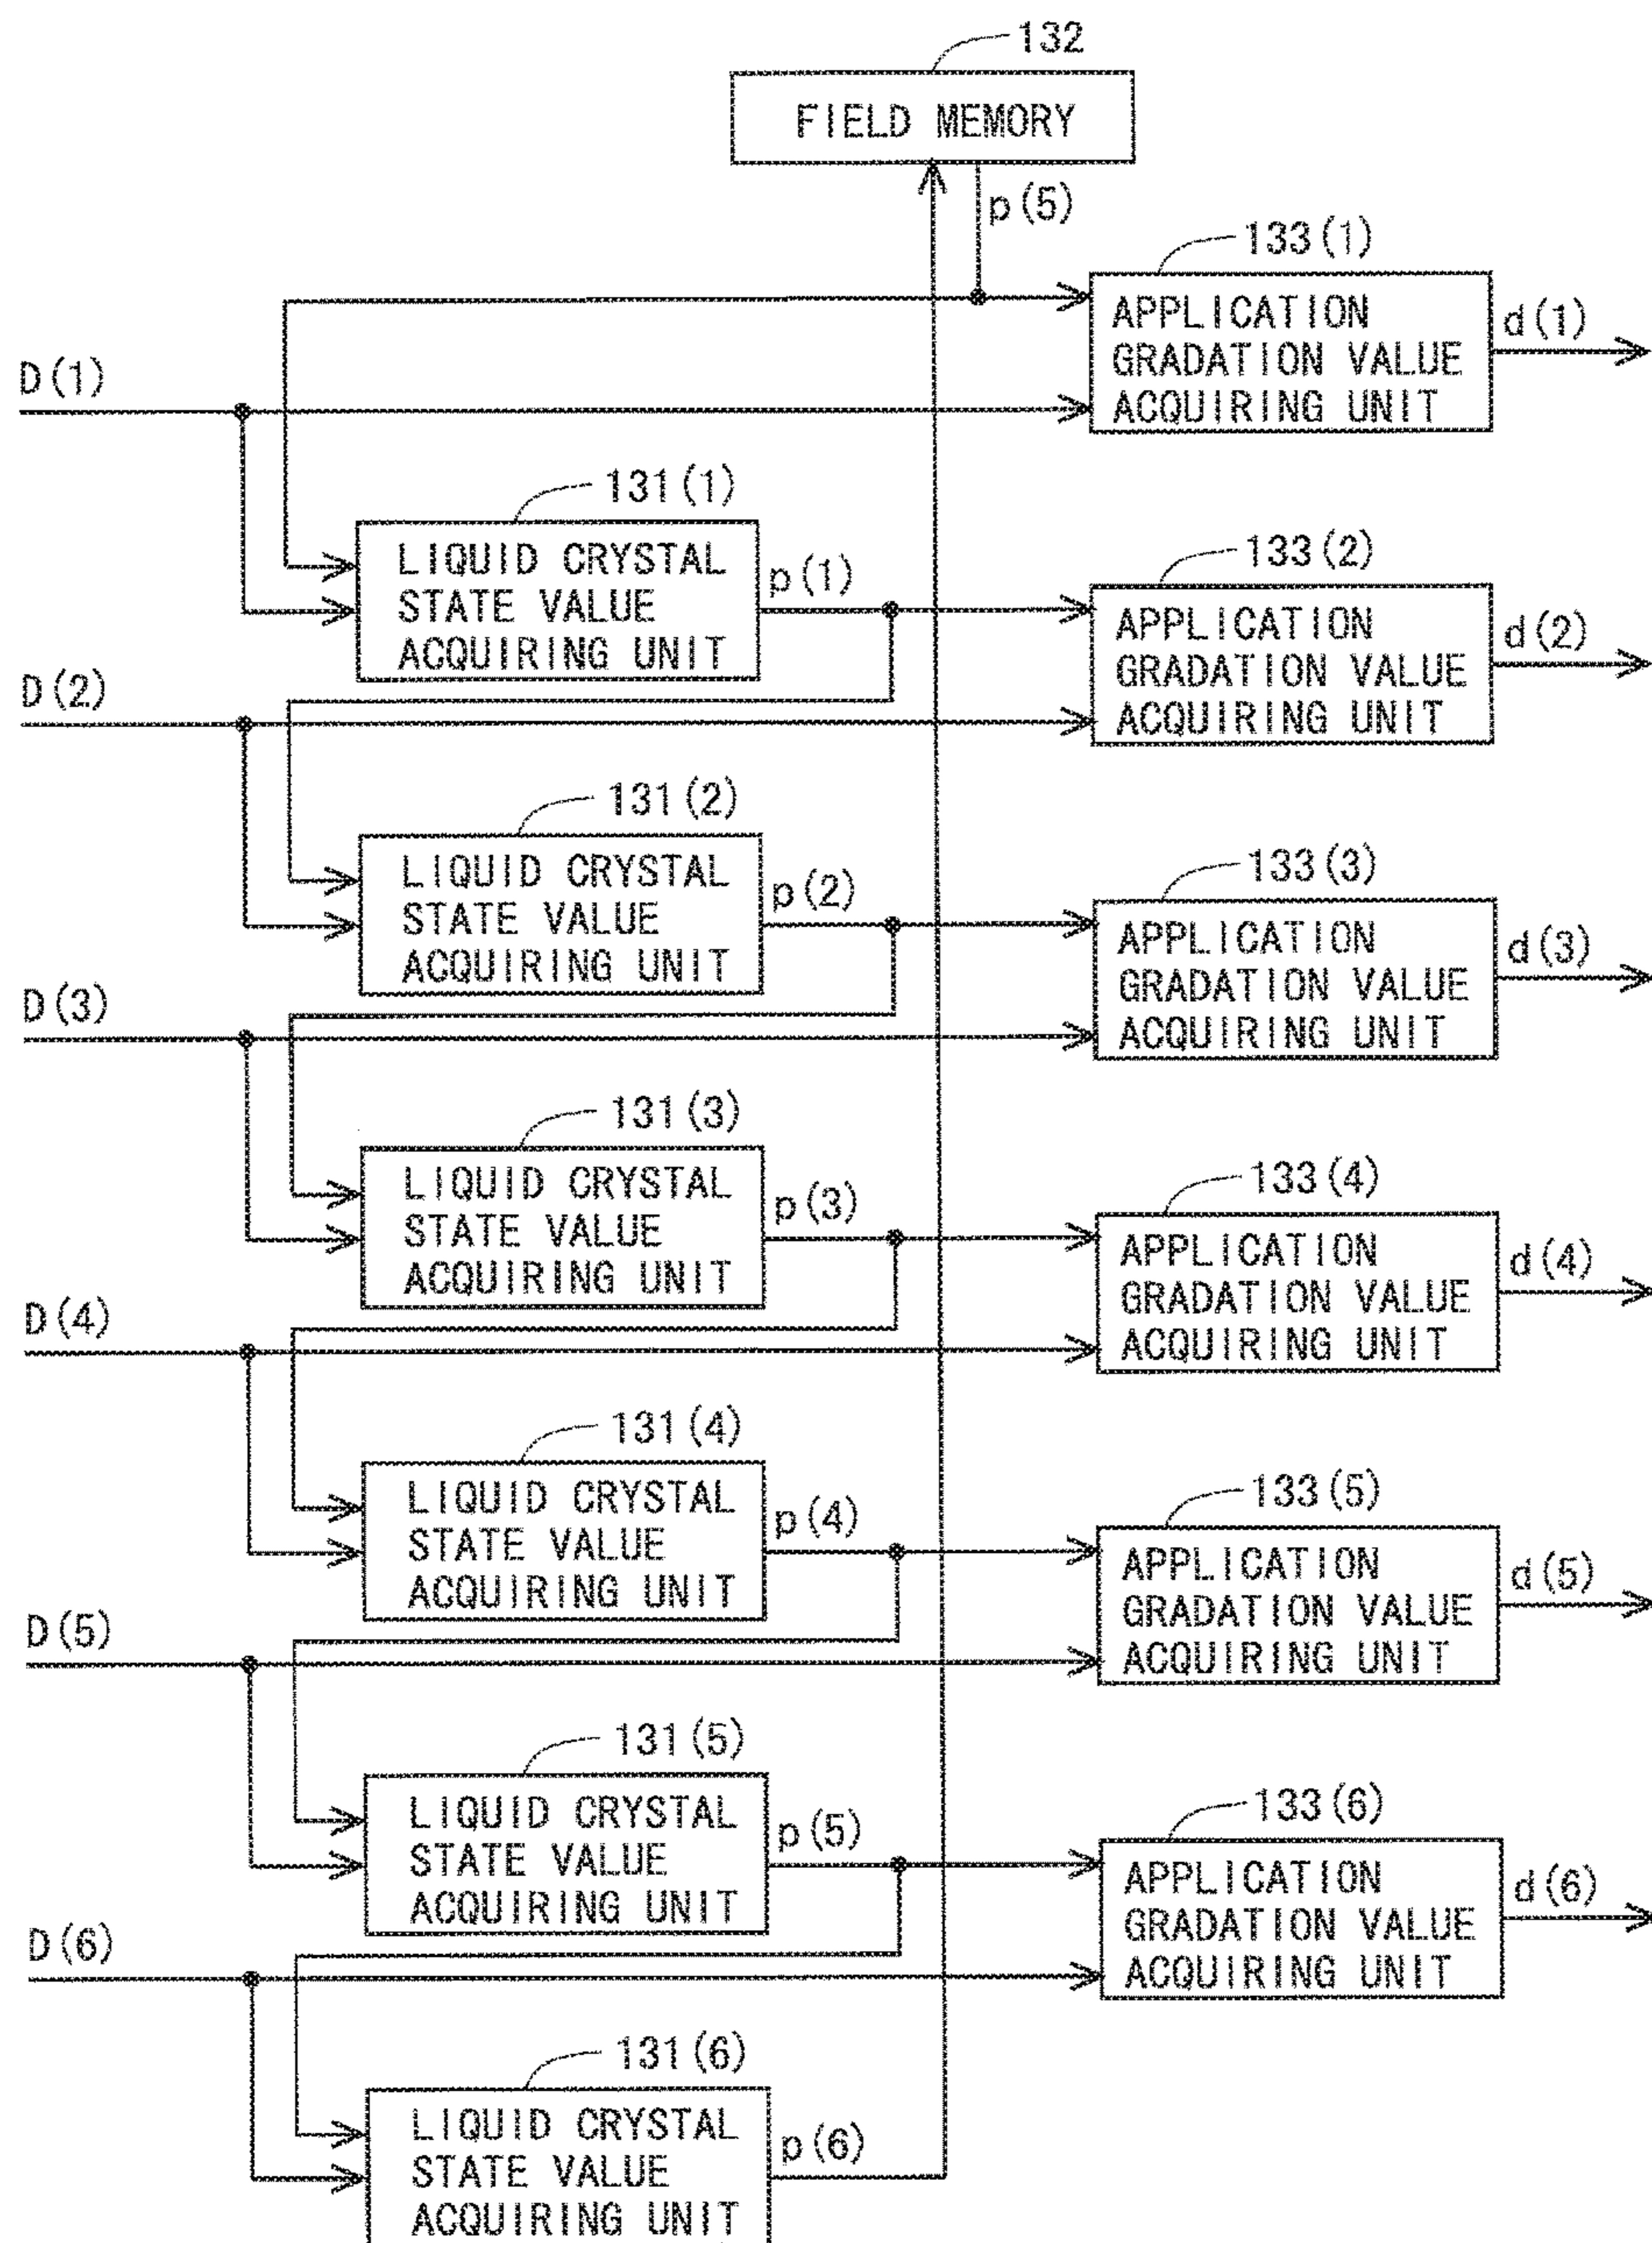 132
FIELD MEMORY
p(5)
133(1)
APPLICATION
GRADATION VALUE
ACQUIRING UNIT
d(1)
D(1)
131(1)
LIQUID CRYSTAL
STATE VALUE
ACQUIRING UNIT
p(1)
133(2)
APPLICATION
GRADATION VALUE
ACQUIRING UNIT
d(2)
D(2)
131(2)
LIQUID CRYSTAL
STATE VALUE
ACQUIRING UNIT
p(2)
133(3)
APPLICATION
GRADATION VALUE
ACQUIRING UNIT
d(3)
D(3)
131(3)
LIQUID CRYSTAL
STATE VALUE
ACQUIRING UNIT
p(3)
133(4)
APPLICATION
GRADATION VALUE
ACQUIRING UNIT
d(4)
D(4)
131(4)
LIQUID CRYSTAL
STATE VALUE
ACQUIRING UNIT
p(4)
133(5)
APPLICATION
GRADATION VALUE
ACQUIRING UNIT
d(5)
D(5)
131(5)
LIQUID CRYSTAL
STATE VALUE
ACQUIRING UNIT
p(5)
133(6)
APPLICATION
GRADATION VALUE
ACQUIRING UNIT
d(6)
D(6)
131(6)
LIQUID CRYSTAL
STATE VALUE
ACQUIRING UNIT
p(6)